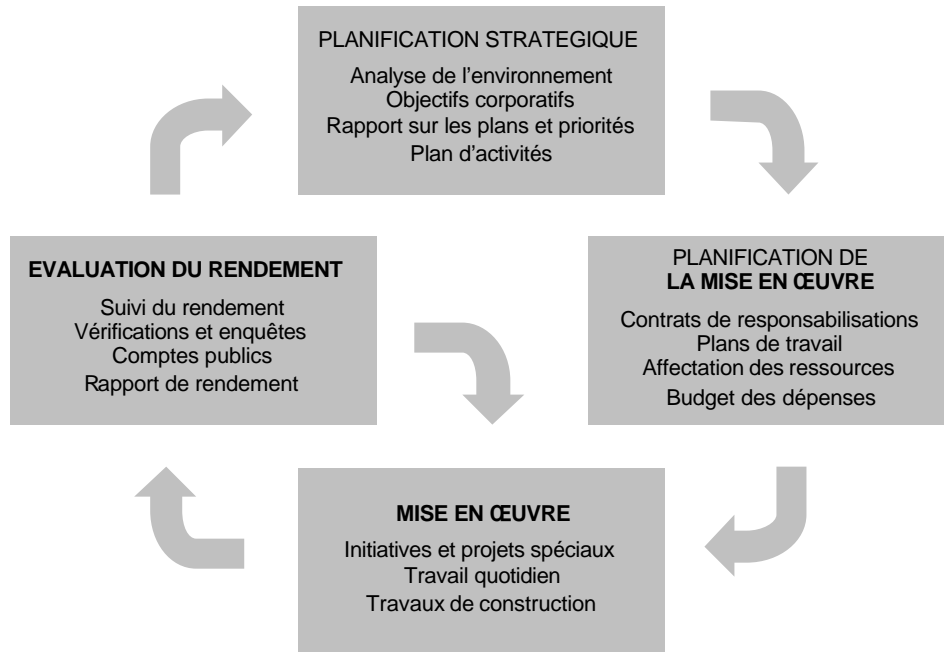 PLANIFICATION STRATEGIQUE
Analyse de l’environnement
Objectifs corporatifs
Rapport sur les plans et priorités
Plan d’activités
EVALUATION DU RENDEMENT
Suivi du rendement
Vérifications et enquêtes
Comptes publics
Rapport de rendement
PLANIFICATION DE
LA MISE EN ŒUVRE
Contrats de responsabilisations
Plans de travail
Affectation des ressources
Budget des dépenses
MISE EN ŒUVRE
Initiatives et projets spéciaux
Travail quotidien
Travaux de construction